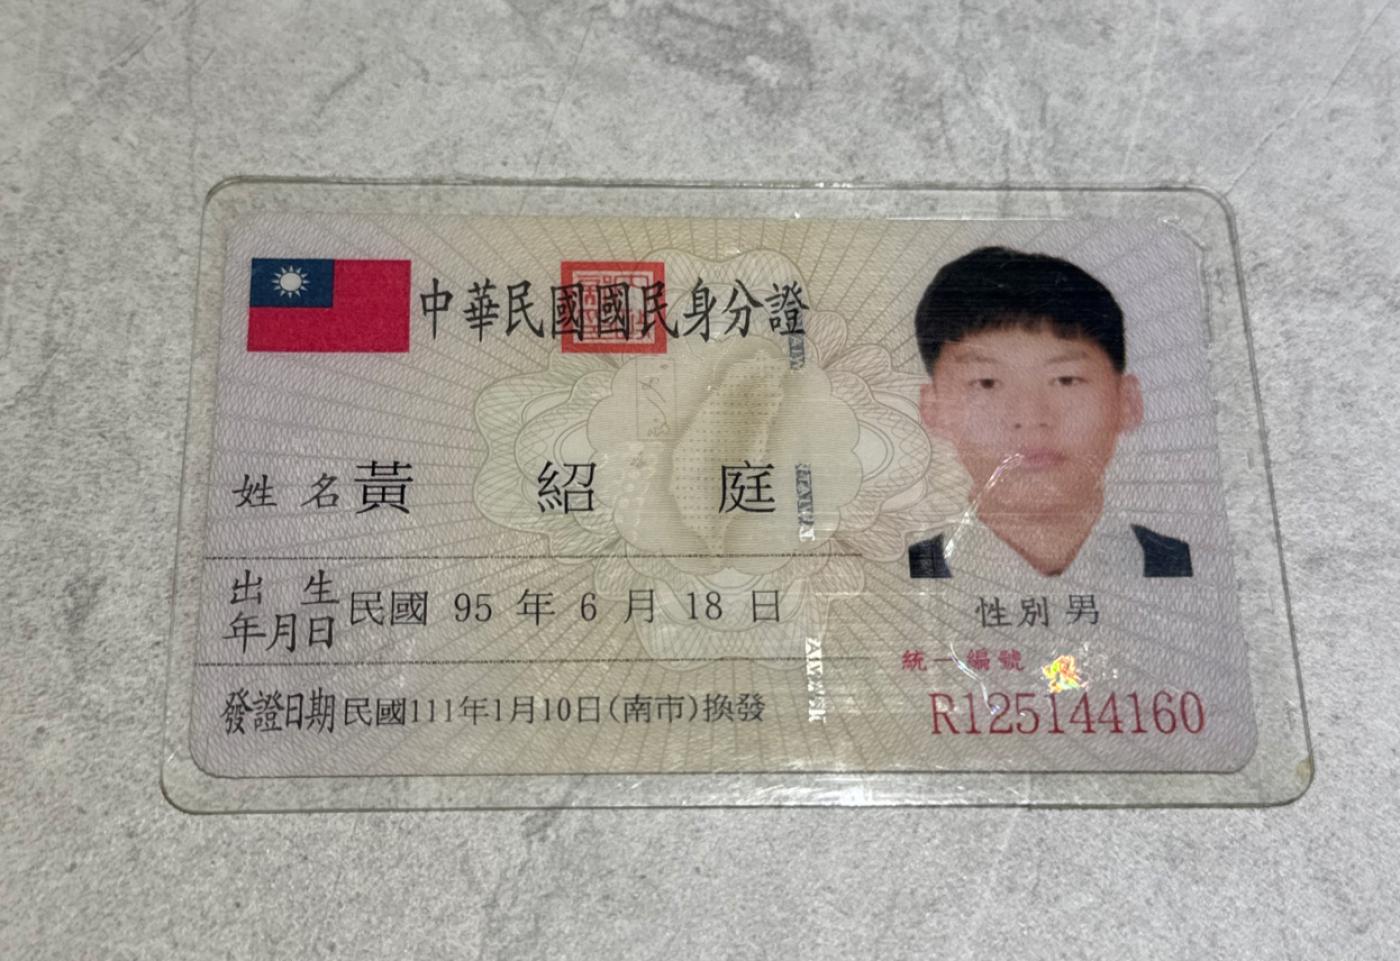 中華民國國民身分證
姓名 黃紹庭
出生年月日 民國 95 年 6 月 18 日
性別 男
發證日期 民國111年1月10日(南市)換發
統一編號
R125144160